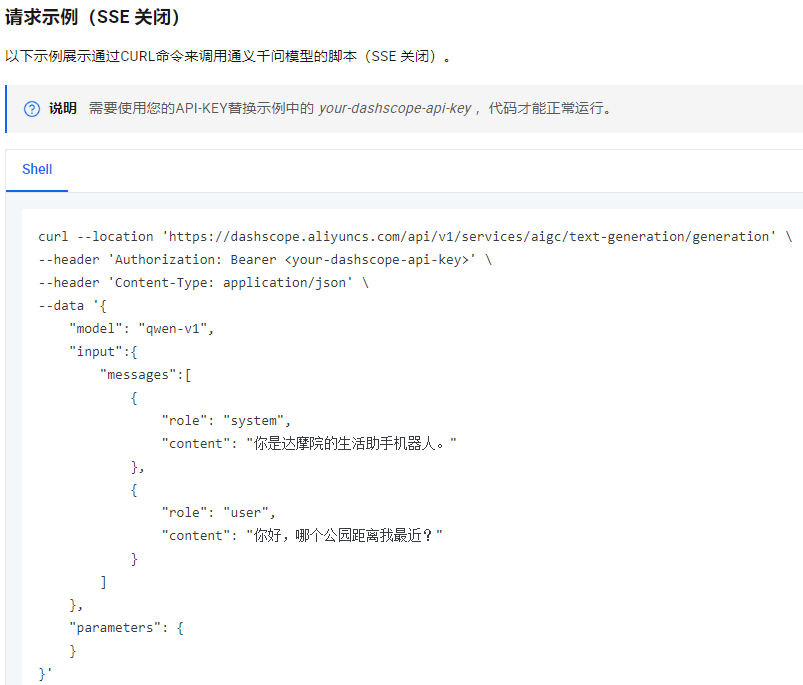 请求示例（SSE 关闭）
以下示例展示通过CURL命令来调用通义千问模型的脚本（SSE 关闭）。
说明 需要使用您的API-KEY替换示例中的 your-dashscope-api-key ，代码才能正常运行。
Shell
curl --location 'https://dashscope.aliyuncs.com/api/v1/services/aigc/text-generation/generation' \
--header 'Authorization: Bearer <your-dashscope-api-key>' \
--header 'Content-Type: application/json' \
--data '{
    "model": "qwen-v1",
    "input":{
        "messages":[
            {
                "role": "system",
                "content": "你是达摩院的生活助手机器人。"
            },
            {
                "role": "user",
                "content": "你好，哪个公园距离我最近？"
            }
        ]
    },
    "parameters": {
    }
}'